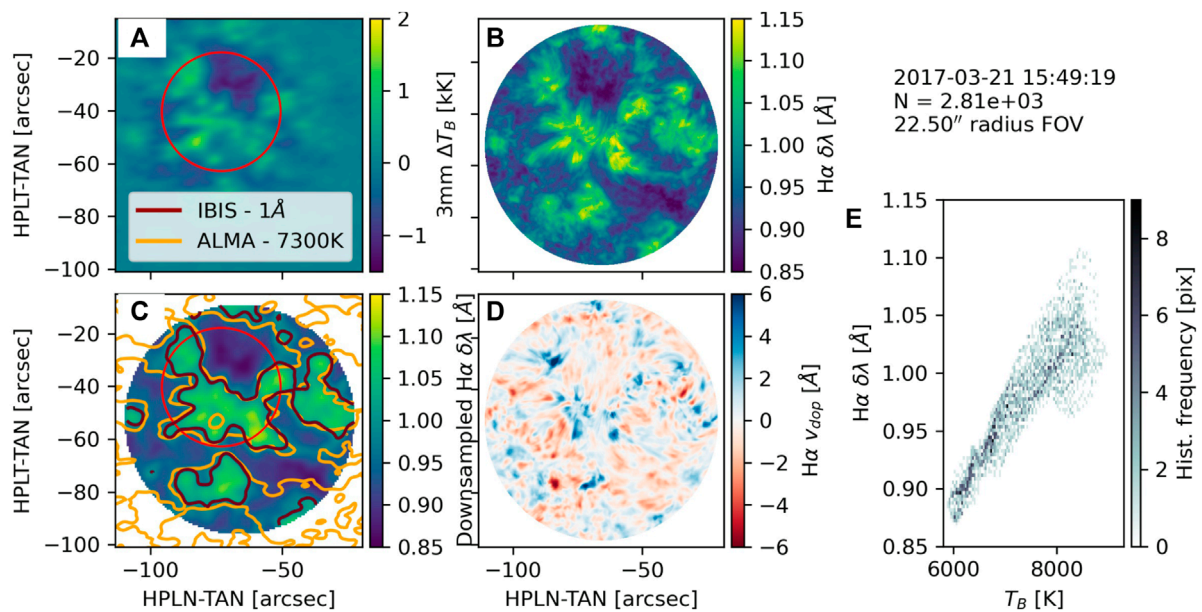 A
−20
−40
−60
−80
−100
HPLT-TAN [arcsec]
IBIS - 1Å
ALMA - 7300K
2
1
0
−1
3mm ΔT_B [kK]
B
1.15
1.10
1.05
1.00
0.95
0.90
0.85
Hα δλ [Å]
2017-03-21 15:49:19
N = 2.81e+03
22.50″ radius FOV
C
−20
−40
−60
−80
−100
HPLT-TAN [arcsec]
−100
−50
HPLN-TAN [arcsec]
1.15
1.10
1.05
1.00
0.95
0.90
0.85
Downsampled Hα δλ [Å]
D
−100
−50
HPLN-TAN [arcsec]
6
4
2
0
−2
−4
−6
Hα v_dop [Å]
E
1.15
1.10
1.05
1.00
0.95
0.90
0.85
Hα δλ [Å]
6000
8000
T_B [K]
8
6
4
2
0
Hist. frequency [pix]